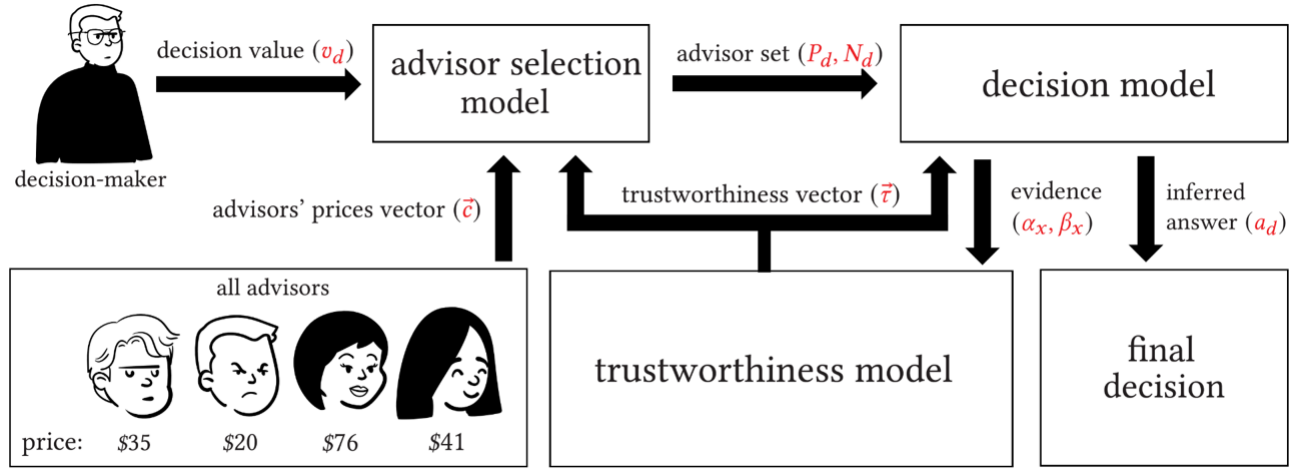 decision value (v_d)
advisor selection
model
advisor set (P_d, N_d)
decision model
decision-maker
advisors' prices vector (c⃗)
trustworthiness vector (τ⃗)
evidence
(α_x, β_x)
inferred
answer (a_d)
all advisors
price: $35 $20 $76 $41
trustworthiness model
final
decision